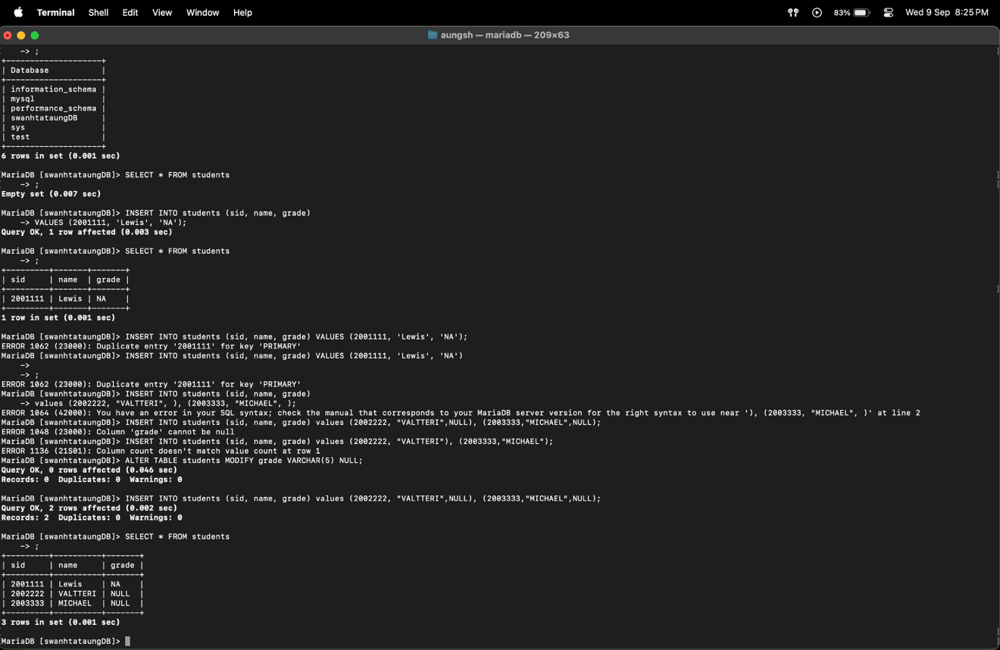 Terminal Shell Edit View Window Help 83% Wed 9 Sep 8:25 PM
aungsh — mariadb — 209×63
[    -> ; ]
+--------------------+
| Database           |
+--------------------+
| information_schema |
| mysql              |
| performance_schema |
| swanhtataungDB     |
| sys                |
| test               |
+--------------------+
6 rows in set (0.001 sec)
[MariaDB [swanhtataungDB]> SELECT * FROM students ]
[    -> ; ]
Empty set (0.007 sec)
MariaDB [swanhtataungDB]> INSERT INTO students (sid, name, grade)
    -> VALUES (2001111, 'Lewis', 'NA');
Query OK, 1 row affected (0.003 sec)
MariaDB [swanhtataungDB]> SELECT * FROM students
    -> ;
+---------+-------+-------+
| sid     | name  | grade |
[+---------+-------+-------+ ]
| 2001111 | Lewis | NA    |
+---------+-------+-------+
1 row in set (0.001 sec)
MariaDB [swanhtataungDB]> INSERT INTO students (sid, name, grade) VALUES (2001111, 'Lewis', 'NA');
ERROR 1062 (23000): Duplicate entry '2001111' for key 'PRIMARY'
MariaDB [swanhtataungDB]> INSERT INTO students (sid, name, grade) VALUES (2001111, 'Lewis', 'NA')
    ->
    -> ;
ERROR 1062 (23000): Duplicate entry '2001111' for key 'PRIMARY'
MariaDB [swanhtataungDB]> INSERT INTO students (sid, name, grade)
    -> values (2002222, "VALTTERI", ), (2003333, "MICHAEL", );
ERROR 1064 (42000): You have an error in your SQL syntax; check the manual that corresponds to your MariaDB server version for the right syntax to use near '), (2003333, "MICHAEL", )' at line 2
MariaDB [swanhtataungDB]> INSERT INTO students (sid, name, grade) values (2002222, "VALTTERI",NULL), (2003333,"MICHAEL",NULL);
ERROR 1048 (23000): Column 'grade' cannot be null
MariaDB [swanhtataungDB]> INSERT INTO students (sid, name, grade) values (2002222, "VALTTERI"), (2003333,"MICHAEL");
ERROR 1136 (21S01): Column count doesn't match value count at row 1
MariaDB [swanhtataungDB]> ALTER TABLE students MODIFY grade VARCHAR(5) NULL;
Query OK, 0 rows affected (0.046 sec)
Records: 0  Duplicates: 0  Warnings: 0
MariaDB [swanhtataungDB]> INSERT INTO students (sid, name, grade) values (2002222, "VALTTERI",NULL), (2003333,"MICHAEL",NULL);
Query OK, 2 rows affected (0.002 sec)
Records: 2  Duplicates: 0  Warnings: 0
MariaDB [swanhtataungDB]> SELECT * FROM students
    -> ;
+---------+----------+-------+
| sid     | name     | grade |
+---------+----------+-------+
| 2001111 | Lewis    | NA    |
| 2002222 | VALTTERI | NULL  |
| 2003333 | MICHAEL  | NULL  |
+---------+----------+-------+
3 rows in set (0.001 sec)
[ ]
[MariaDB [swanhtataungDB]> ]